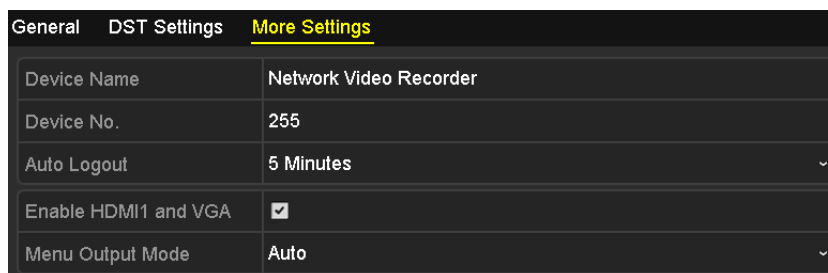 General DST Settings More Settings
Device Name Network Video Recorder
Device No. 255
Auto Logout 5 Minutes
Enable HDMI1 and VGA
Menu Output Mode Auto